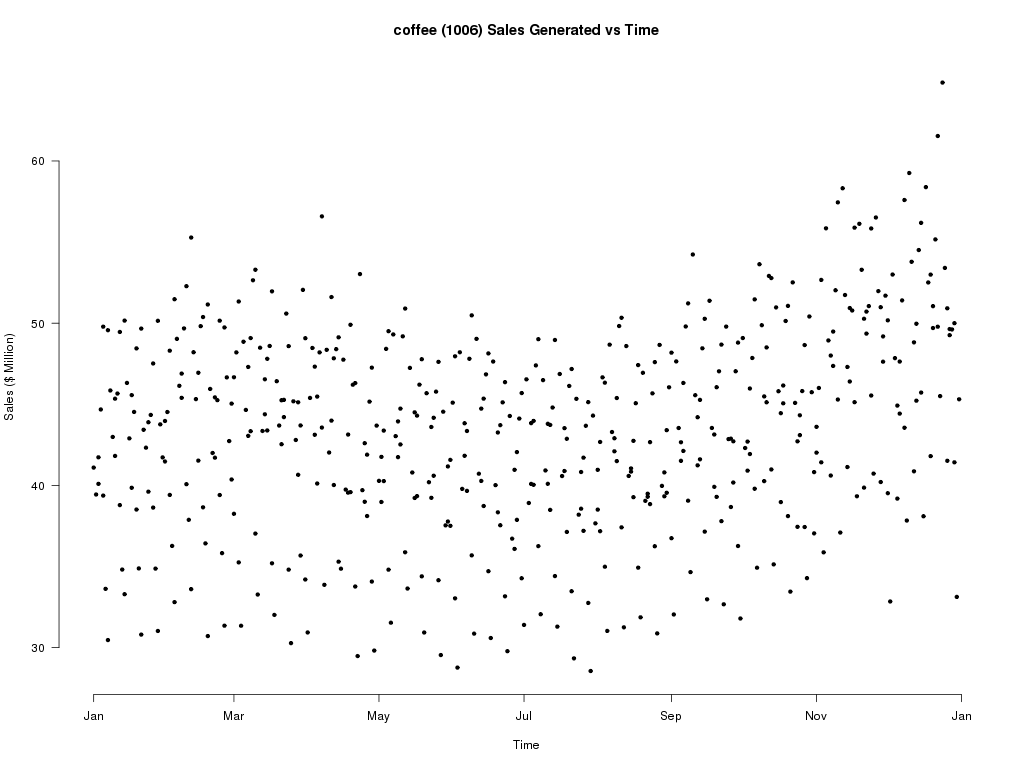 coffee (1006) Sales Generated vs Time
Sales ($ Million)
60
50
40
30
Jan Mar May Jul Sep Nov Jan
Time